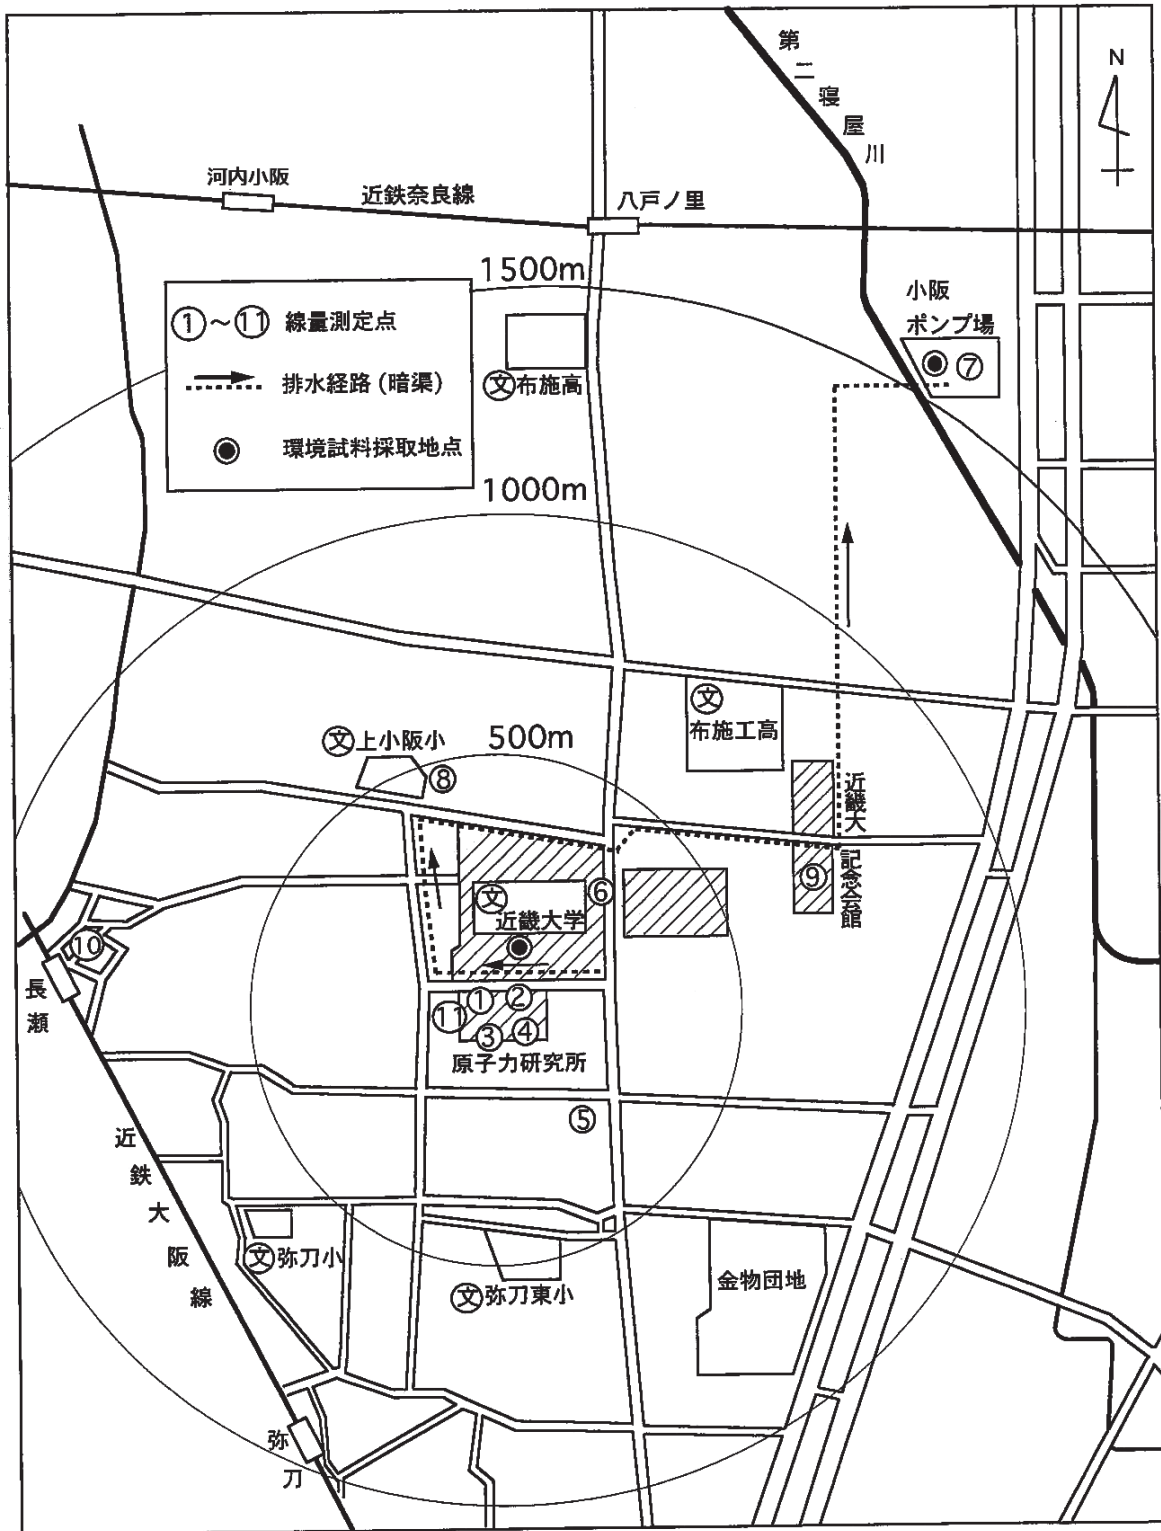 第二寝屋川
N
河内小阪
近鉄奈良線
八戸ノ里
1500m
小阪
ポンプ場
⑦
①～⑪ 線量測定点
排水経路(暗渠)
環境試料採取地点
文布施高
1000m
文
布施工高
500m
文上小阪小
⑧
近畿大
記念会館
⑨
⑥
文
近畿大学
⑩
長瀬
① ②
⑪
③ ④
原子力研究所
⑤
近鉄大阪線
文弥刀小
文弥刀東小
金物団地
弥刀